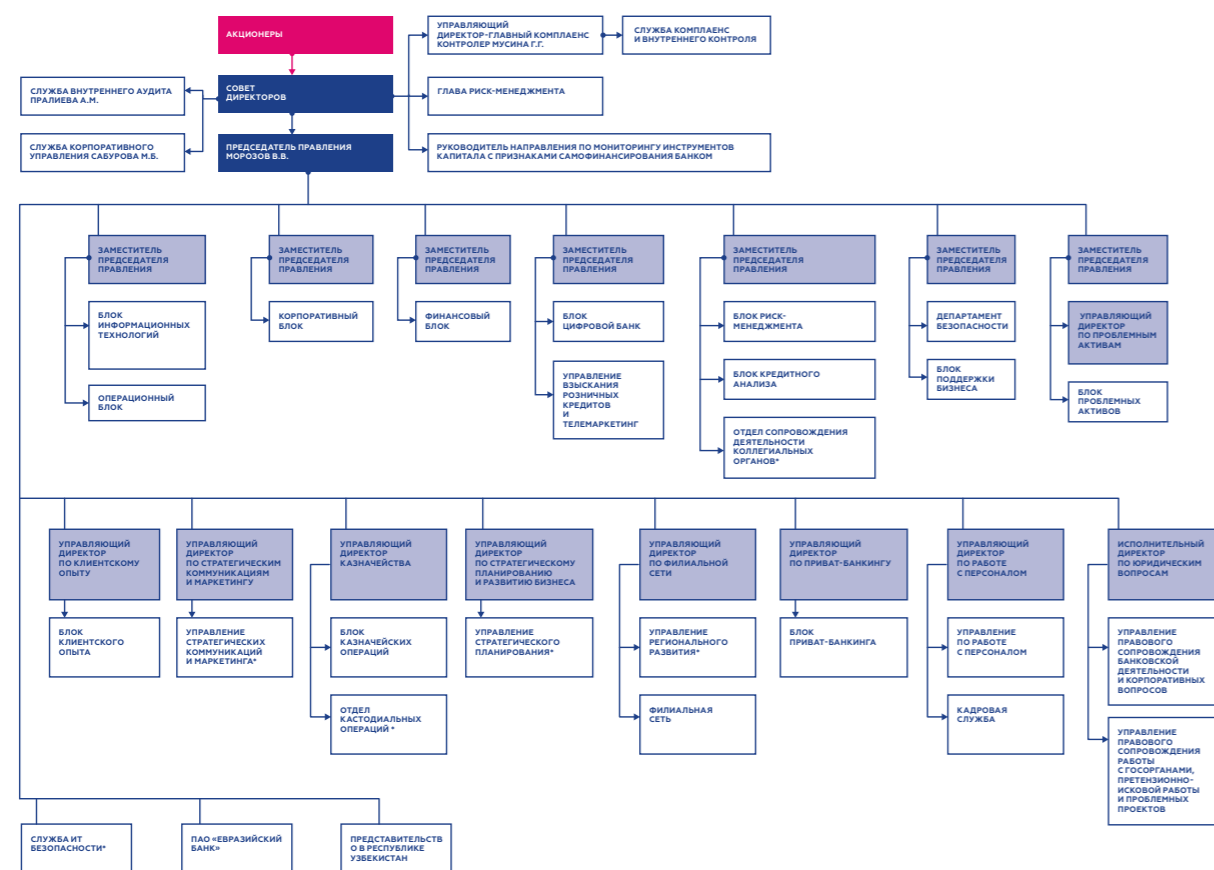 АКЦИОНЕРЫ
УПРАВЛЯЮЩИЙ
ДИРЕКТОР-ГЛАВНЫЙ КОМПЛАЕНС
КОНТРОЛЕР МУСИНА Г.Г.
СЛУЖБА КОМПЛАЕНС
И ВНУТРЕННЕГО КОНТРОЛЯ
СЛУЖБА ВНУТРЕННЕГО АУДИТА
ПРАЛИЕВА А.М.
СОВЕТ
ДИРЕКТОРОВ
ГЛАВА РИСК-МЕНЕДЖМЕНТА
СЛУЖБА КОРПОРАТИВНОГО
УПРАВЛЕНИЯ САБУРОВА М.Б.
ПРЕДСЕДАТЕЛЬ ПРАВЛЕНИЯ
МОРОЗОВ В.В.
РУКОВОДИТЕЛЬ НАПРАВЛЕНИЯ ПО МОНИТОРИНГУ ИНСТРУМЕНТОВ
КАПИТАЛА С ПРИЗНАКАМИ САМОФИНАНСИРОВАНИЯ БАНКОМ
ЗАМЕСТИТЕЛЬ
ПРЕДСЕДАТЕЛЯ
ПРАВЛЕНИЯ
БЛОК
ИНФОРМАЦИОННЫХ
ТЕХНОЛОГИЙ
ОПЕРАЦИОННЫЙ
БЛОК
ЗАМЕСТИТЕЛЬ
ПРЕДСЕДАТЕЛЯ
ПРАВЛЕНИЯ
КОРПОРАТИВНЫЙ
БЛОК
ЗАМЕСТИТЕЛЬ
ПРЕДСЕДАТЕЛЯ
ПРАВЛЕНИЯ
ФИНАНСОВЫЙ
БЛОК
ЗАМЕСТИТЕЛЬ
ПРЕДСЕДАТЕЛЯ
ПРАВЛЕНИЯ
БЛОК
ЦИФРОВОЙ БАНК
УПРАВЛЕНИЕ
ВЗЫСКАНИЯ
РОЗНИЧНЫХ
КРЕДИТОВ
И
ТЕЛЕМАРКЕТИНГ
ЗАМЕСТИТЕЛЬ
ПРЕДСЕДАТЕЛЯ
ПРАВЛЕНИЯ
БЛОК РИСК-
МЕНЕДЖМЕНТА
БЛОК КРЕДИТНОГО
АНАЛИЗА
ОТДЕЛ СОПРОВОЖДЕНИЯ
ДЕЯТЕЛЬНОСТИ
КОЛЛЕГИАЛЬНЫХ
ОРГАНОВ*
ЗАМЕСТИТЕЛЬ
ПРЕДСЕДАТЕЛЯ
ПРАВЛЕНИЯ
ДЕПАРТАМЕНТ
БЕЗОПАСНОСТИ
БЛОК
ПОДДЕРЖКИ
БИЗНЕСА
ЗАМЕСТИТЕЛЬ
ПРЕДСЕДАТЕЛЯ
ПРАВЛЕНИЯ
УПРАВЛЯЮЩИЙ
ДИРЕКТОР
ПО ПРОБЛЕМНЫМ
АКТИВАМ
БЛОК
ПРОБЛЕМНЫХ
АКТИВОВ
УПРАВЛЯЮЩИЙ
ДИРЕКТОР
ПО КЛИЕНТСКОМУ
ОПЫТУ
БЛОК
КЛИЕНТСКОГО
ОПЫТА
УПРАВЛЯЮЩИЙ
ДИРЕКТОР
ПО СТРАТЕГИЧЕСКИМ
КОММУНИКАЦИЯМ
И МАРКЕТИНГУ
УПРАВЛЕНИЕ
СТРАТЕГИЧЕСКИХ
КОММУНИКАЦИЙ
И МАРКЕТИНГА*
УПРАВЛЯЮЩИЙ
ДИРЕКТОР
КАЗНАЧЕЙСТВА
БЛОК
КАЗНАЧЕЙСКИХ
ОПЕРАЦИЙ
ОТДЕЛ
КАСТОДИАЛЬНЫХ
ОПЕРАЦИЙ *
УПРАВЛЯЮЩИЙ
ДИРЕКТОР
ПО СТРАТЕГИЧЕСКОМУ
ПЛАНИРОВАНИЮ
И РАЗВИТИЮ БИЗНЕСА
УПРАВЛЕНИЕ
СТРАТЕГИЧЕСКОГО
ПЛАНИРОВАНИЯ*
УПРАВЛЯЮЩИЙ
ДИРЕКТОР
ПО ФИЛИАЛЬНОЙ
СЕТИ
УПРАВЛЕНИЕ
РЕГИОНАЛЬНОГО
РАЗВИТИЯ*
ФИЛИАЛЬНАЯ
СЕТЬ
УПРАВЛЯЮЩИЙ
ДИРЕКТОР
ПО ПРИВАТ-БАНКИНГУ
БЛОК
ПРИВАТ-БАНКИНГА
УПРАВЛЯЮЩИЙ
ДИРЕКТОР
ПО РАБОТЕ
С ПЕРСОНАЛОМ
УПРАВЛЕНИЕ
ПО РАБОТЕ
С ПЕРСОНАЛОМ
КАДРОВАЯ
СЛУЖБА
ИСПОЛНИТЕЛЬНЫЙ
ДИРЕКТОР
ПО ЮРИДИЧЕСКИМ
ВОПРОСАМ
УПРАВЛЕНИЕ
ПРАВОВОГО
СОПРОВОЖДЕНИЯ
БАНКОВСКОЙ
ДЕЯТЕЛЬНОСТИ
И КОРПОРАТИВНЫХ
ВОПРОСОВ
УПРАВЛЕНИЕ
ПРАВОВОГО
СОПРОВОЖДЕНИЯ
РАБОТЫ
С ГОСОРГАНАМИ,
ПРЕТЕНЗИОННО-
ИСКОВОЙ РАБОТЫ
И ПРОБЛЕМНЫХ
ПРОЕКТОВ
СЛУЖБА ИТ
БЕЗОПАСНОСТИ*
ПАО «ЕВРАЗИЙСКИЙ
БАНК»
ПРЕДСТАВИТЕЛЬСТВ
О В РЕСПУБЛИКЕ
УЗБЕКИСТАН